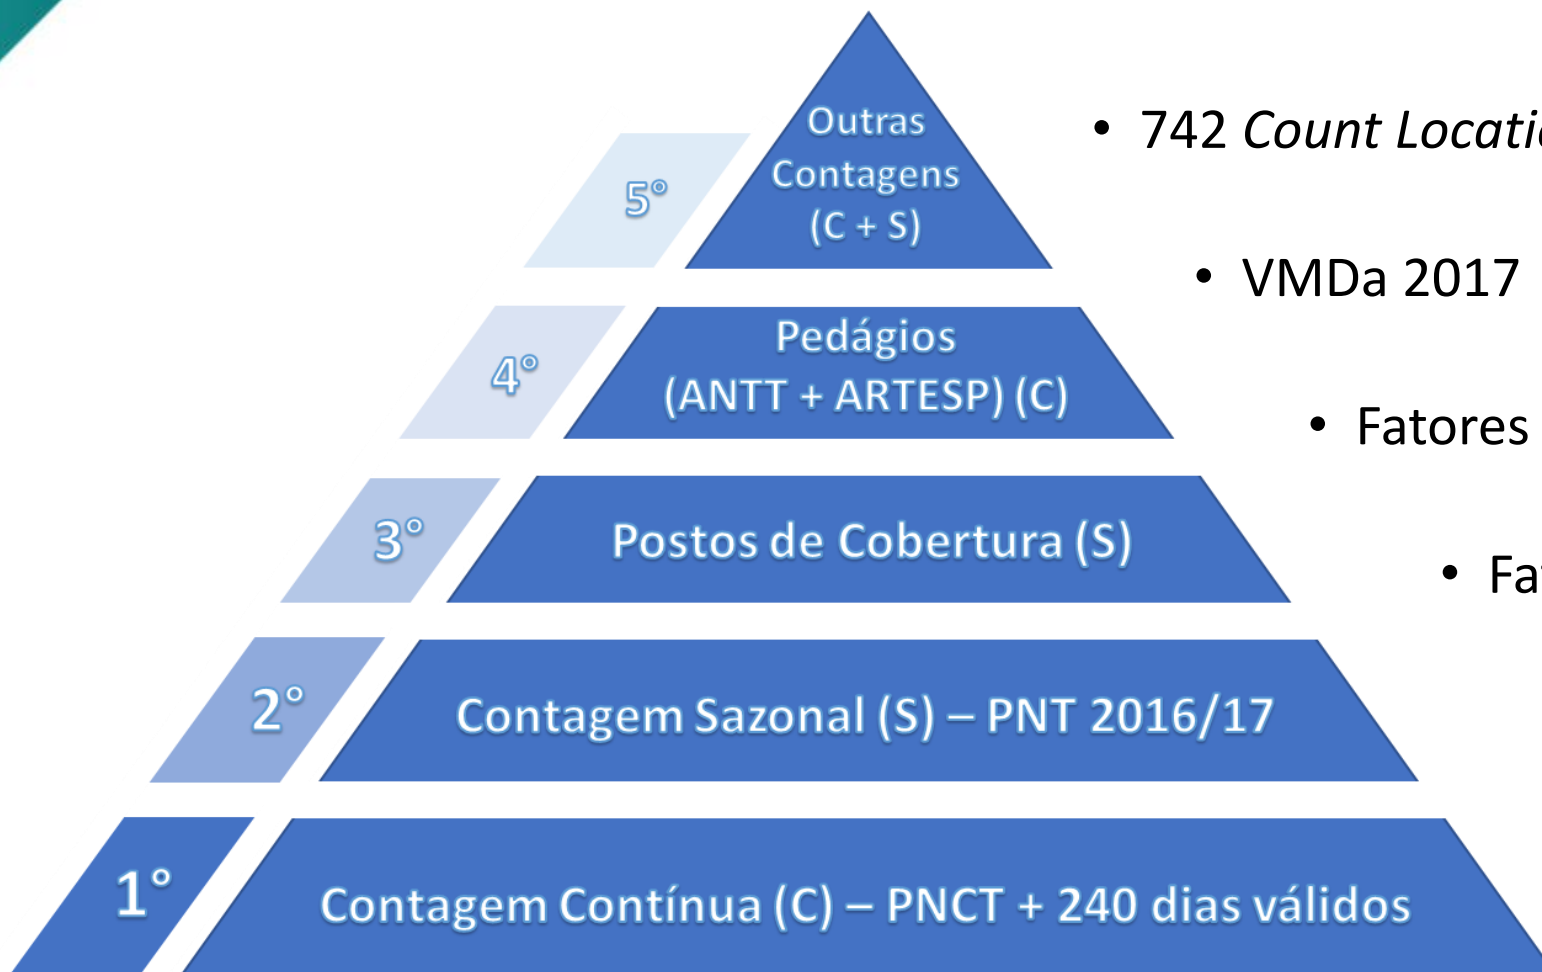 Outras
Contagens
(C + S)
5°
• 742 Count
• VMDa 2017
Pedágios
(ANTT + ARTESP) (C)
4°
• Fatores
Postos de Cobertura (S)
3°
Contagem Sazonal (S) – PNT 2016/17
2°
Contagem Contínua (C) – PNCT + 240 dias válidos
1°